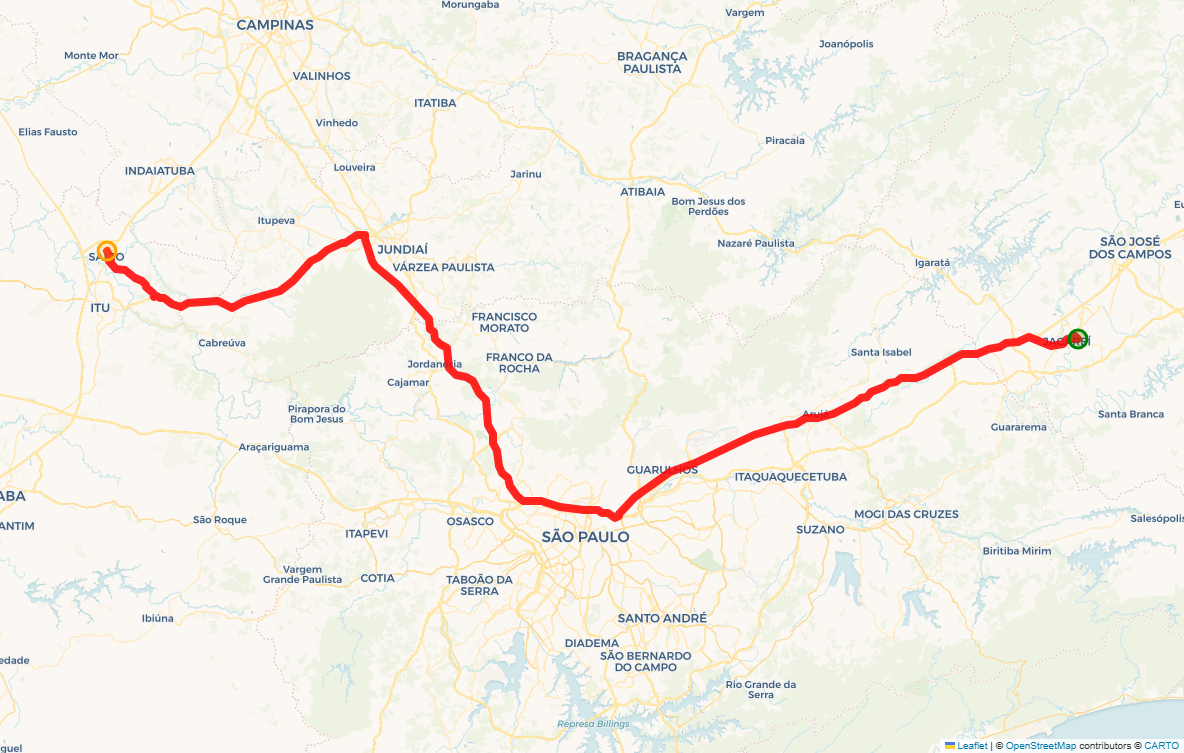 Morungaba
Vargem
CAMPINAS
Joanópolis
Monte Mor
BRAGANÇA
PAULISTA
VALINHOS
ITATIBA
Vinhedo
Elias Fausto
Piracaia
Louveira
INDAIATUBA
Jarinu
ATIBAIA
Bom Jesus dos
Perdões
Eu
Itupeva
JUNDIAÍ
Nazaré Paulista
SÃO JOSÉ
DOS CAMPOS
SALTO
VÁRZEA PAULISTA
Igaratá
ITU
FRANCISCO
MORATO
Cabreúva
JACAREÍ
Santa Isabel
FRANCO DA
ROCHA
Jordanésia
Cajamar
Pirapora do
Bom Jesus
Arujá
Santa Branca
Guararema
Araçariguama
GUARULHOS
ITAQUAQUECETUBA
ABA
São Roque
MOGI DAS CRUZES
Salesópolis
ANTIM
ITAPEVI
OSASCO
SÃO PAULO
SUZANO
Biritiba Mirim
Vargem
Grande Paulista
COTIA
TABOÃO DA
SERRA
Ibiúna
SANTO ANDRÉ
DIADEMA
SÃO BERNARDO
DO CAMPO
edade
Rio Grande da
Serra
Represa Billings
guel
Leaflet | © OpenStreetMap contributors © CARTO